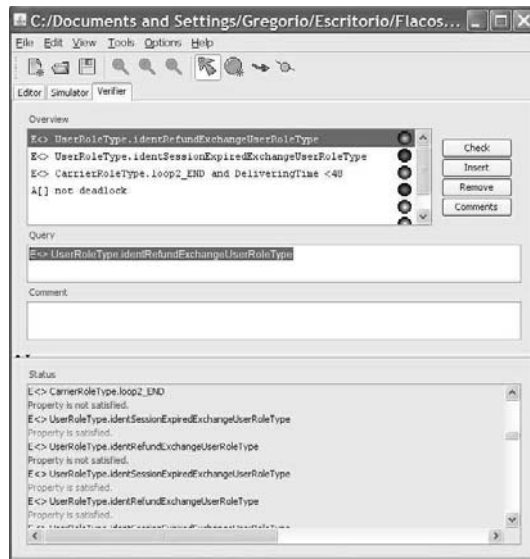 C:/Documents and Settings/Gregorio/Escritorio/Flacos...
File Edit View Tools Options Help
Editor Simulator Verifier
Overview
E<> UserRoleType.identRefundExchangeUserRoleType
E<> UserRoleType.identSessionExpiredExchangeUserRoleType
E<> CarrierRoleType.loop2_END and DeliveringTime <48
A[] not deadlock
Check
Insert
Remove
Comments
Query
E<> UserRoleType.identRefundExchangeUserRoleType
Comment
Status
E<> CarrierRoleType.loop2_END
Property is not satisfied.
E<> UserRoleType.identSessionExpiredExchangeUserRoleType
Property is satisfied.
E<> UserRoleType.identRefundExchangeUserRoleType
Property is not satisfied.
E<> UserRoleType.identSessionExpiredExchangeUserRoleType
Property is satisfied.
E<> UserRoleType.identRefundExchangeUserRoleType
Property is satisfied.
E<> UserRoleType.identSessionExpiredExchangeUserRoleType